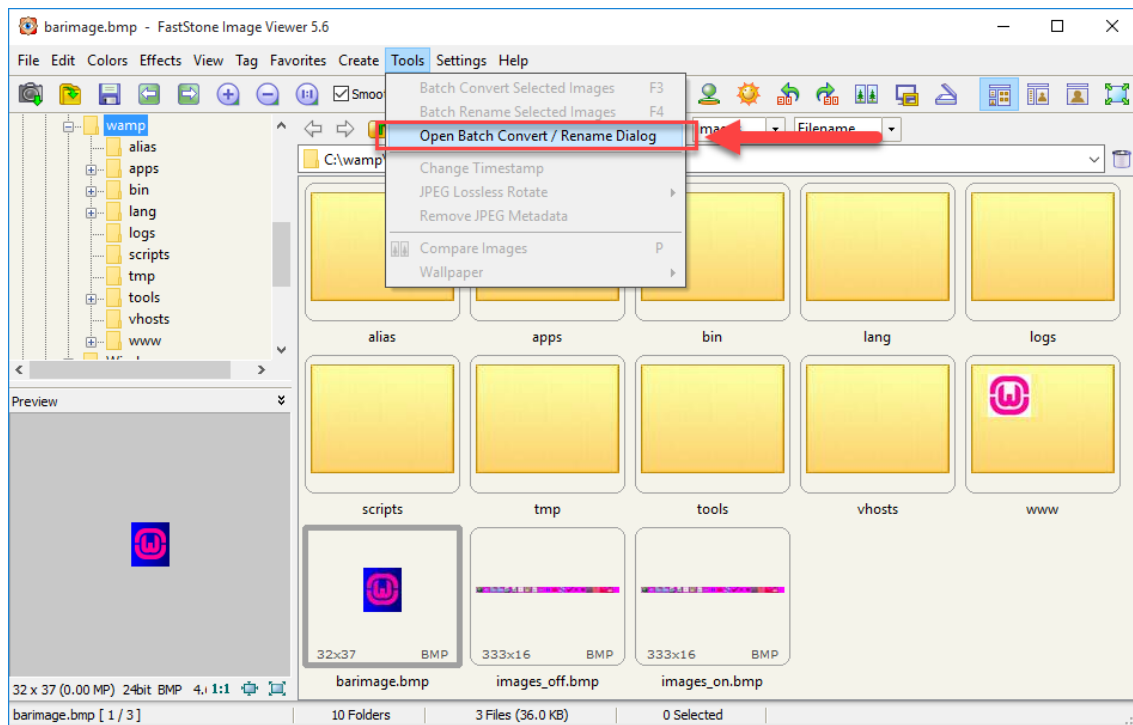 barimage.bmp - FastStone Image Viewer 5.6
File Edit Colors Effects View Tag Favorites Create Tools Settings Help
1:1 Smoo
Batch Convert Selected Images F3
Batch Rename Selected Images F4
Open Batch Convert / Rename Dialog
Change Timestamp
JPEG Lossless Rotate
Remove JPEG Metadata
Compare Images P
Wallpaper
Filename
C:\wamp\
wamp
alias
apps
bin
lang
logs
scripts
tmp
tools
vhosts
www
Preview
alias apps bin lang logs
scripts tmp tools vhosts www
32x37 BMP 333x16 BMP 333x16 BMP
barimage.bmp images_off.bmp images_on.bmp
32 x 37 (0.00 MP) 24bit BMP 1:1
barimage.bmp [ 1 / 3 ] 10 Folders 3 Files (36.0 KB) 0 Selected